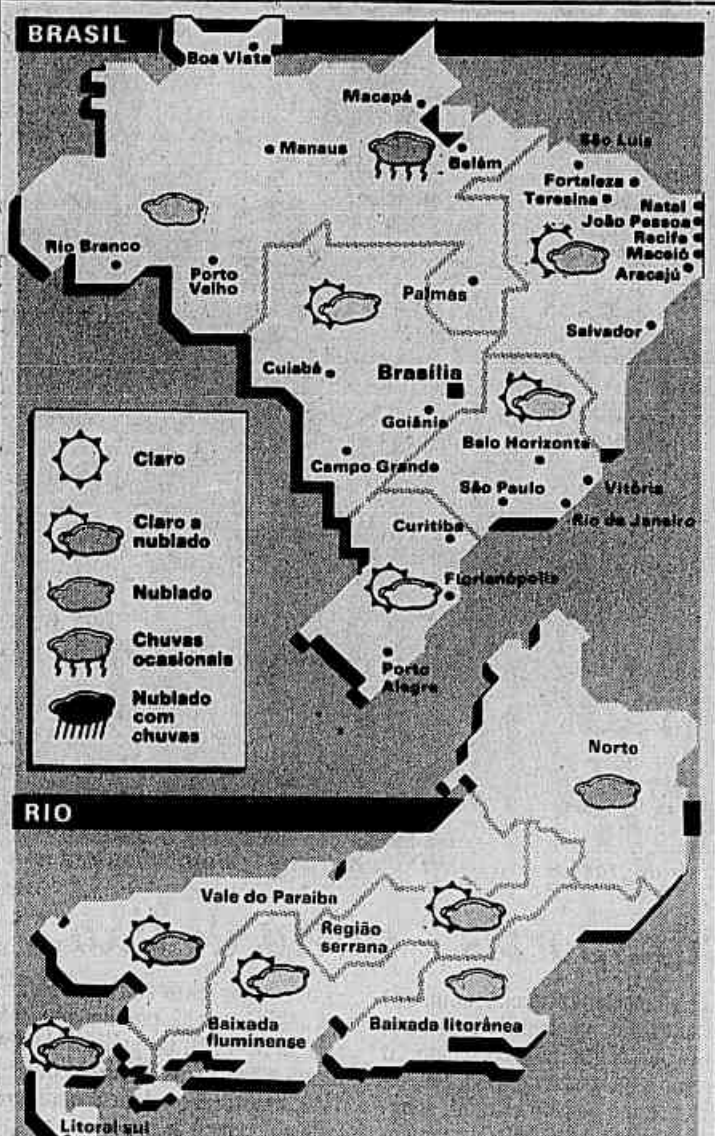 BRASIL
Boa Vista
Macapá
Manaus
Belém
São Luís
Fortaleza
Teresina
Natal
João Pessoa
Recife
Maceió
Aracajú
Rio Branco
Porto
Velho
Palmas
Salvador
Cuiabá
Brasília
Goiânia
Belo Horizonte
Campo Grande
São Paulo
Vitória
Rio de Janeiro
Curitiba
Florianópolis
Porto
Alegre
Claro
Claro a
nublado
Nublado
Chuvas
ocasionais
Nublado
com
chuvas
RIO
Norto
Vale do Paraíba
Região
serrana
Baixada
fluminense
Baixada litorânea
Litoral sul